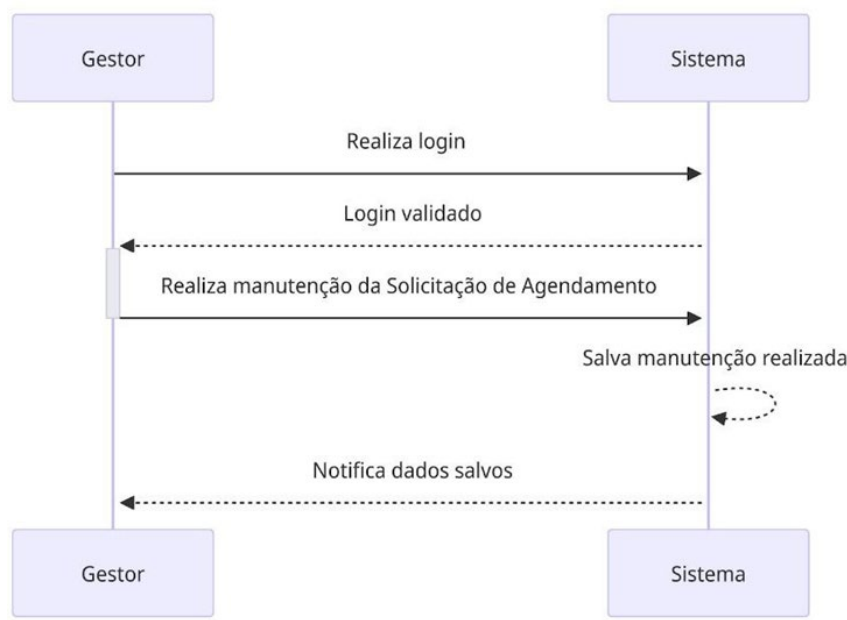 Gestor
Sistema
Realiza login
Login validado
Realiza manutenção da Solicitação de Agendamento
Salva manutenção realizada
Notifica dados salvos
Gestor
Sistema